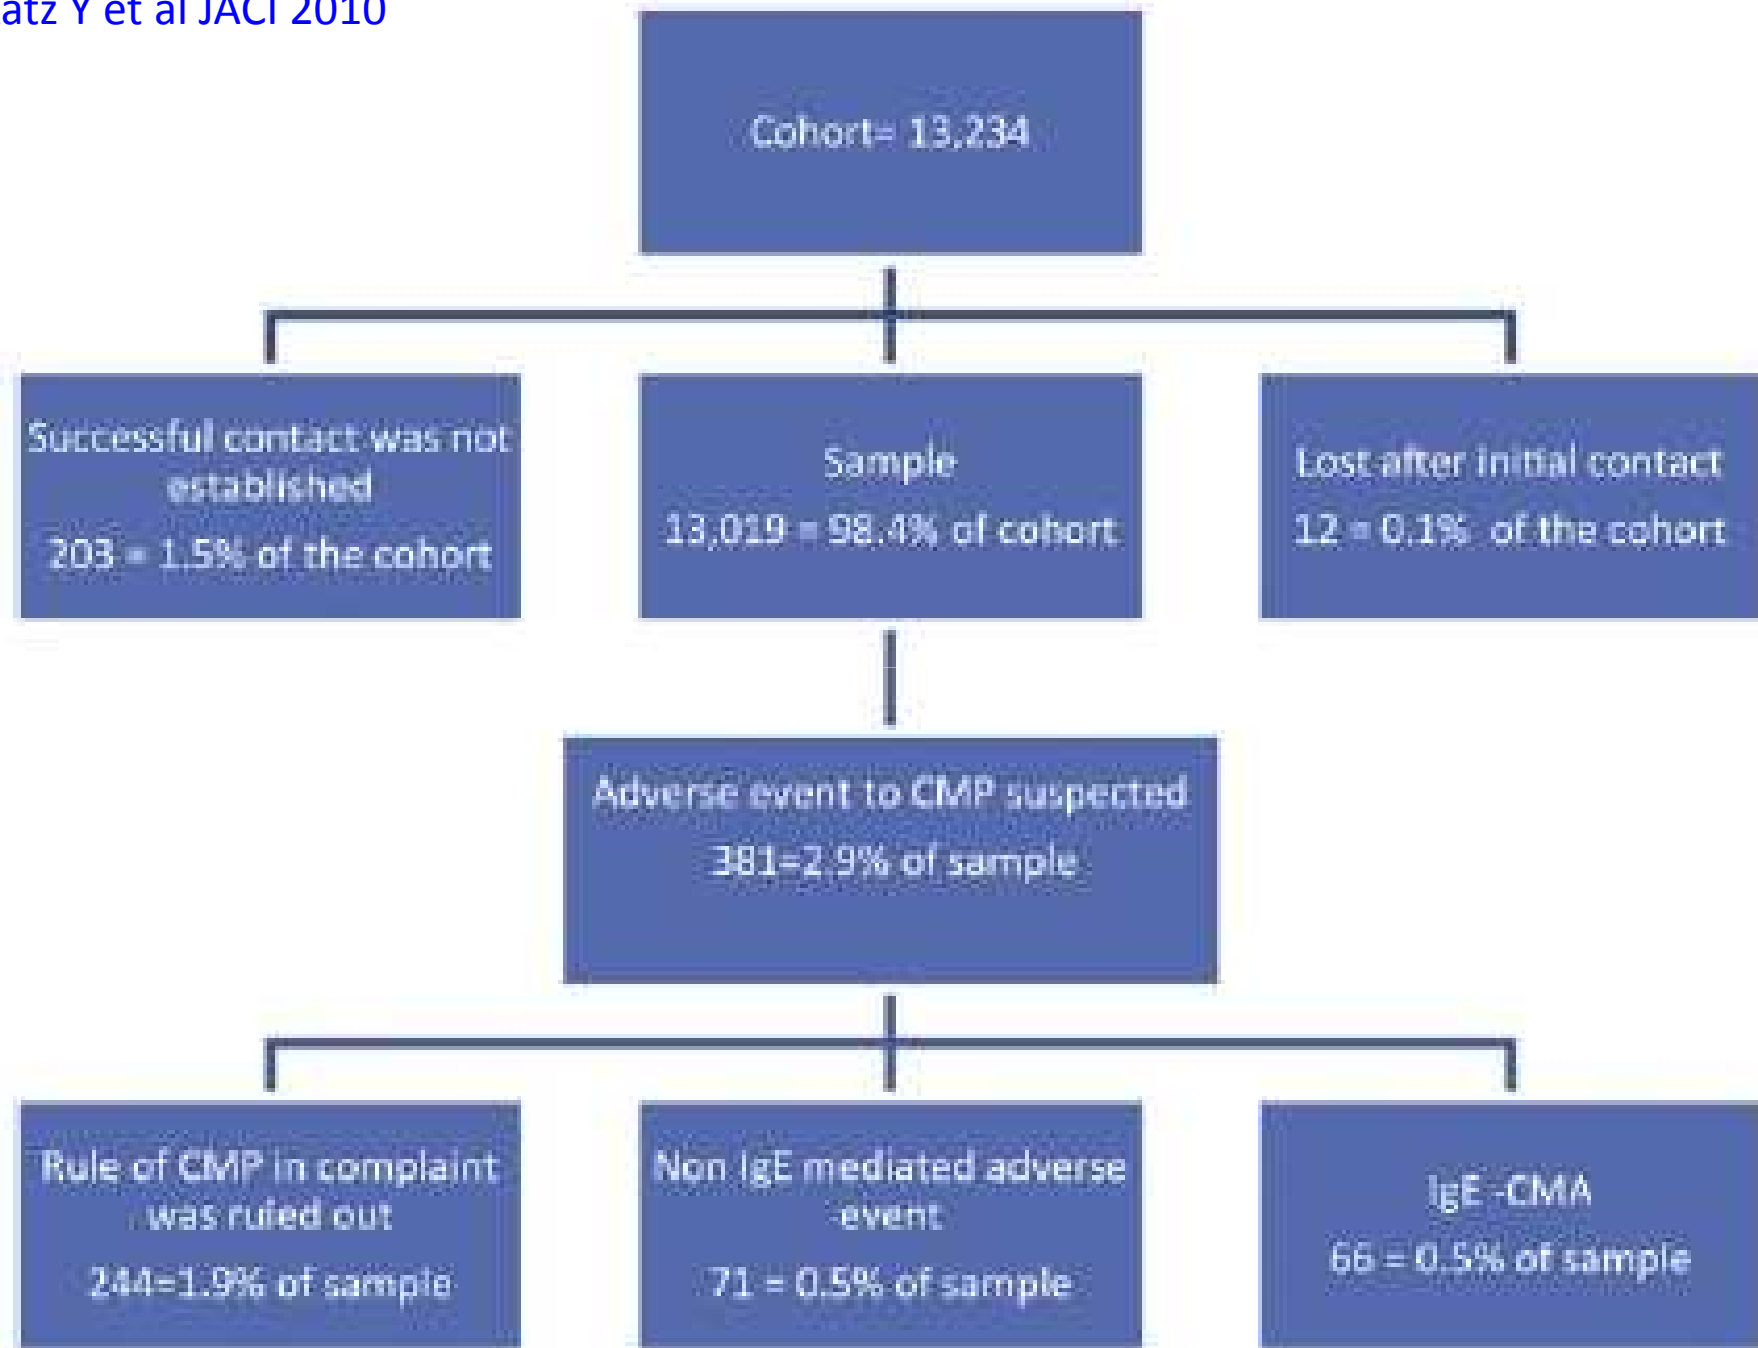 atz Y et al JACI 2010
Cohort= 13,234
Successful contact was not
established
203 = 1.5% of the cohort
Sample
13,019 = 98.4% of cohort
Lost after initial contact
12 = 0.1% of the cohort
Adverse event to CMP suspected
381=2.9% of sample
Rule of CMP in complaint
was ruled out
244=1.9% of sample
Non IgE mediated adverse
event
71 = 0.5% of sample
IgE -CMA
66 = 0.5% of sample